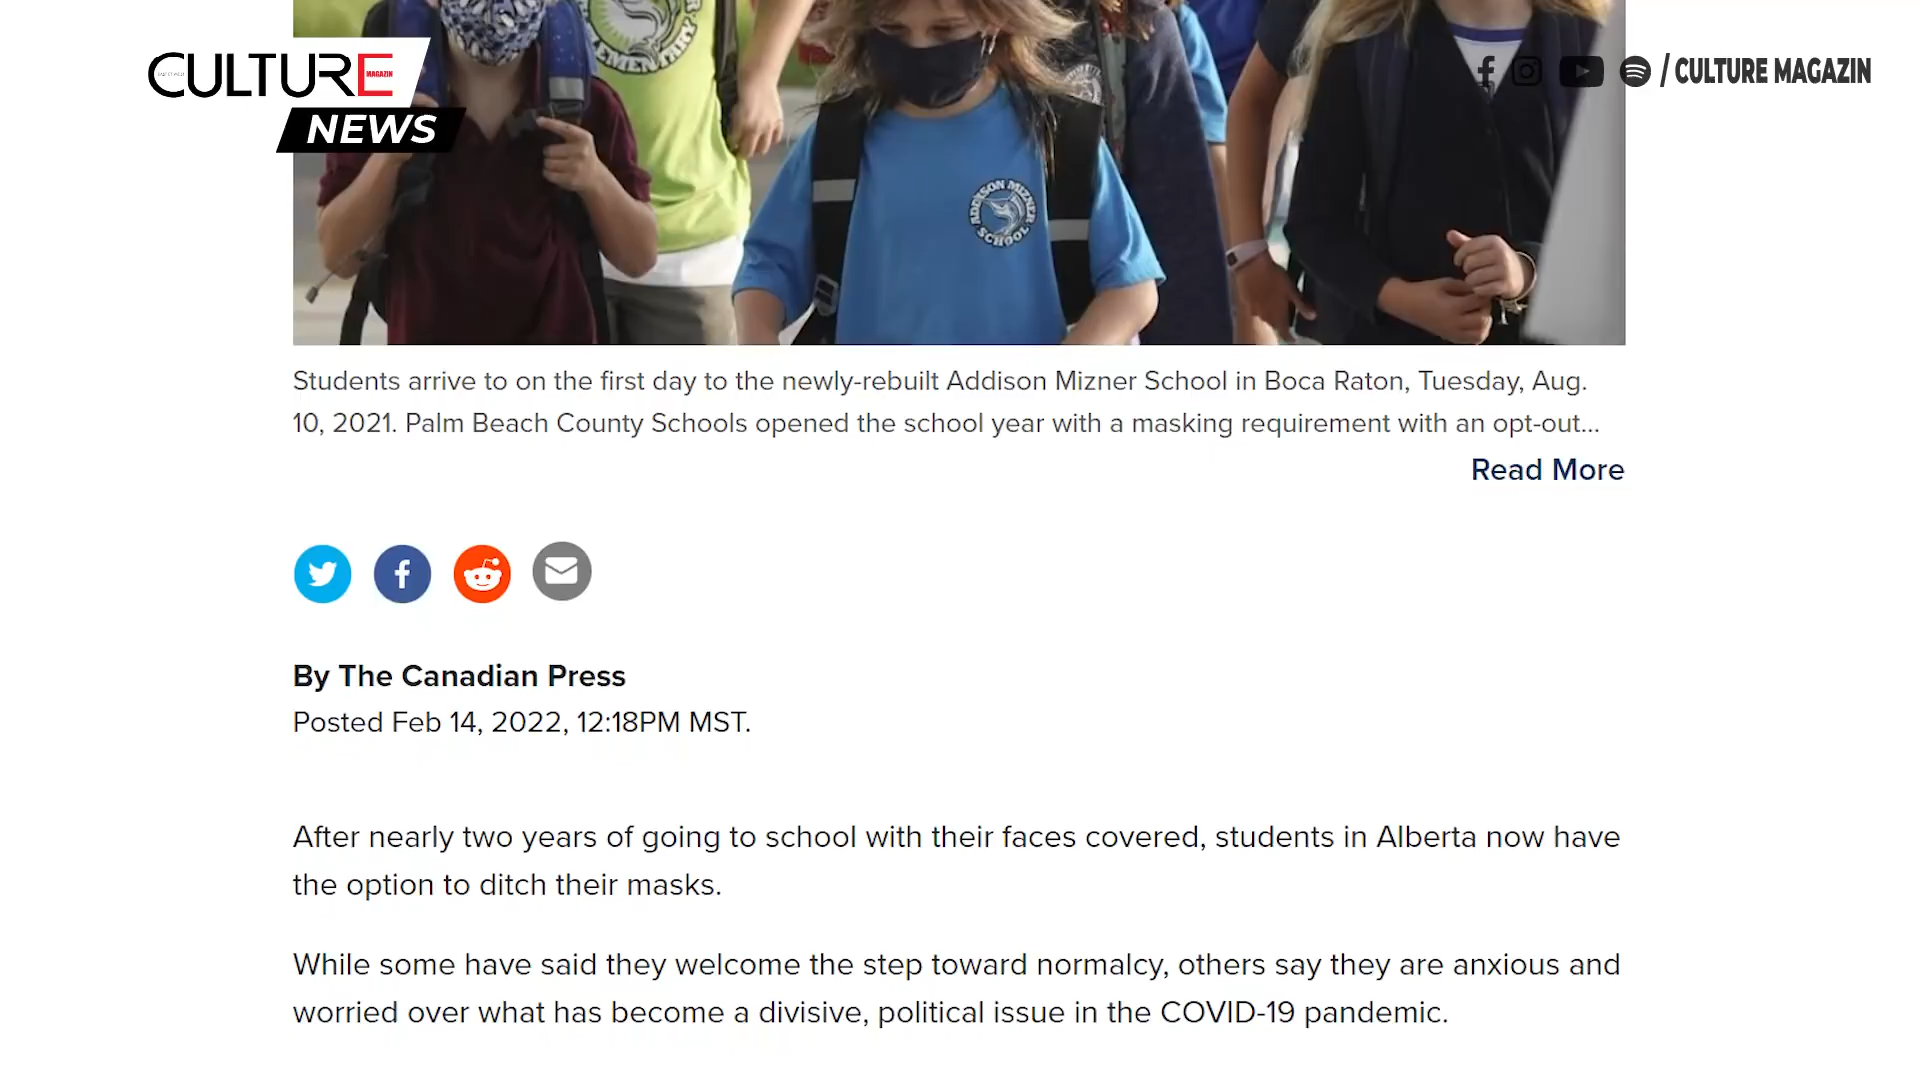 CULTURE
MAGAZIN
NEWS
/ CULTURE MAGAZIN
EMENTARY
ADDISON MIZNER
SCHOOL
Students arrive to on the first day to the newly-rebuilt Addison Mizner School in Boca Raton, Tuesday, Aug.
10, 2021. Palm Beach County Schools opened the school year with a masking requirement with an opt-out...
Read More
By The Canadian Press
Posted Feb 14, 2022, 12:18PM MST.
After nearly two years of going to school with their faces covered, students in Alberta now have
the option to ditch their masks.
While some have said they welcome the step toward normalcy, others say they are anxious and
worried over what has become a divisive, political issue in the COVID-19 pandemic.